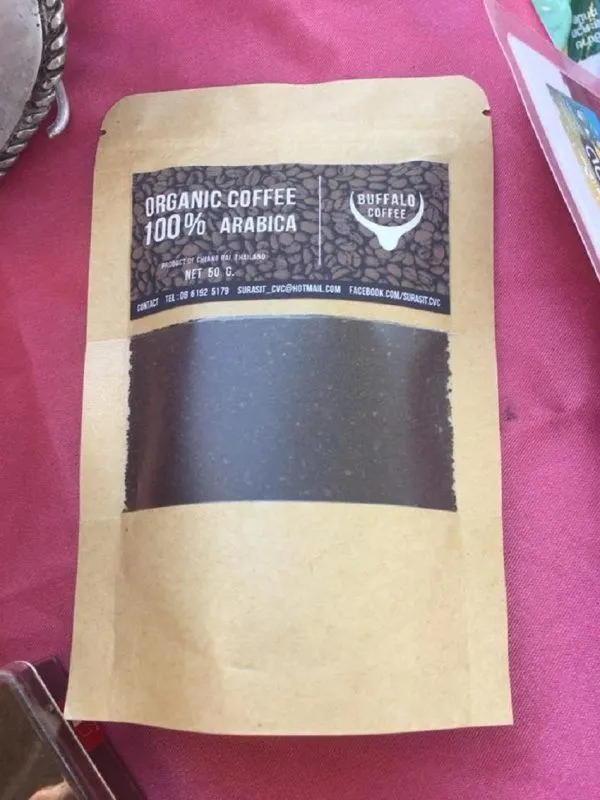 ORGANIC COFFEE
100% ARABICA
PRODUCT OF CHIANG RAI THAILAND
NET 50 G.
BUFFALO
COFFEE
CONTACT TEL : 08 6192 5179 SURASIT_CVC@HOTMAIL.COM FACEBOOK.COM/SURASIT.CVC